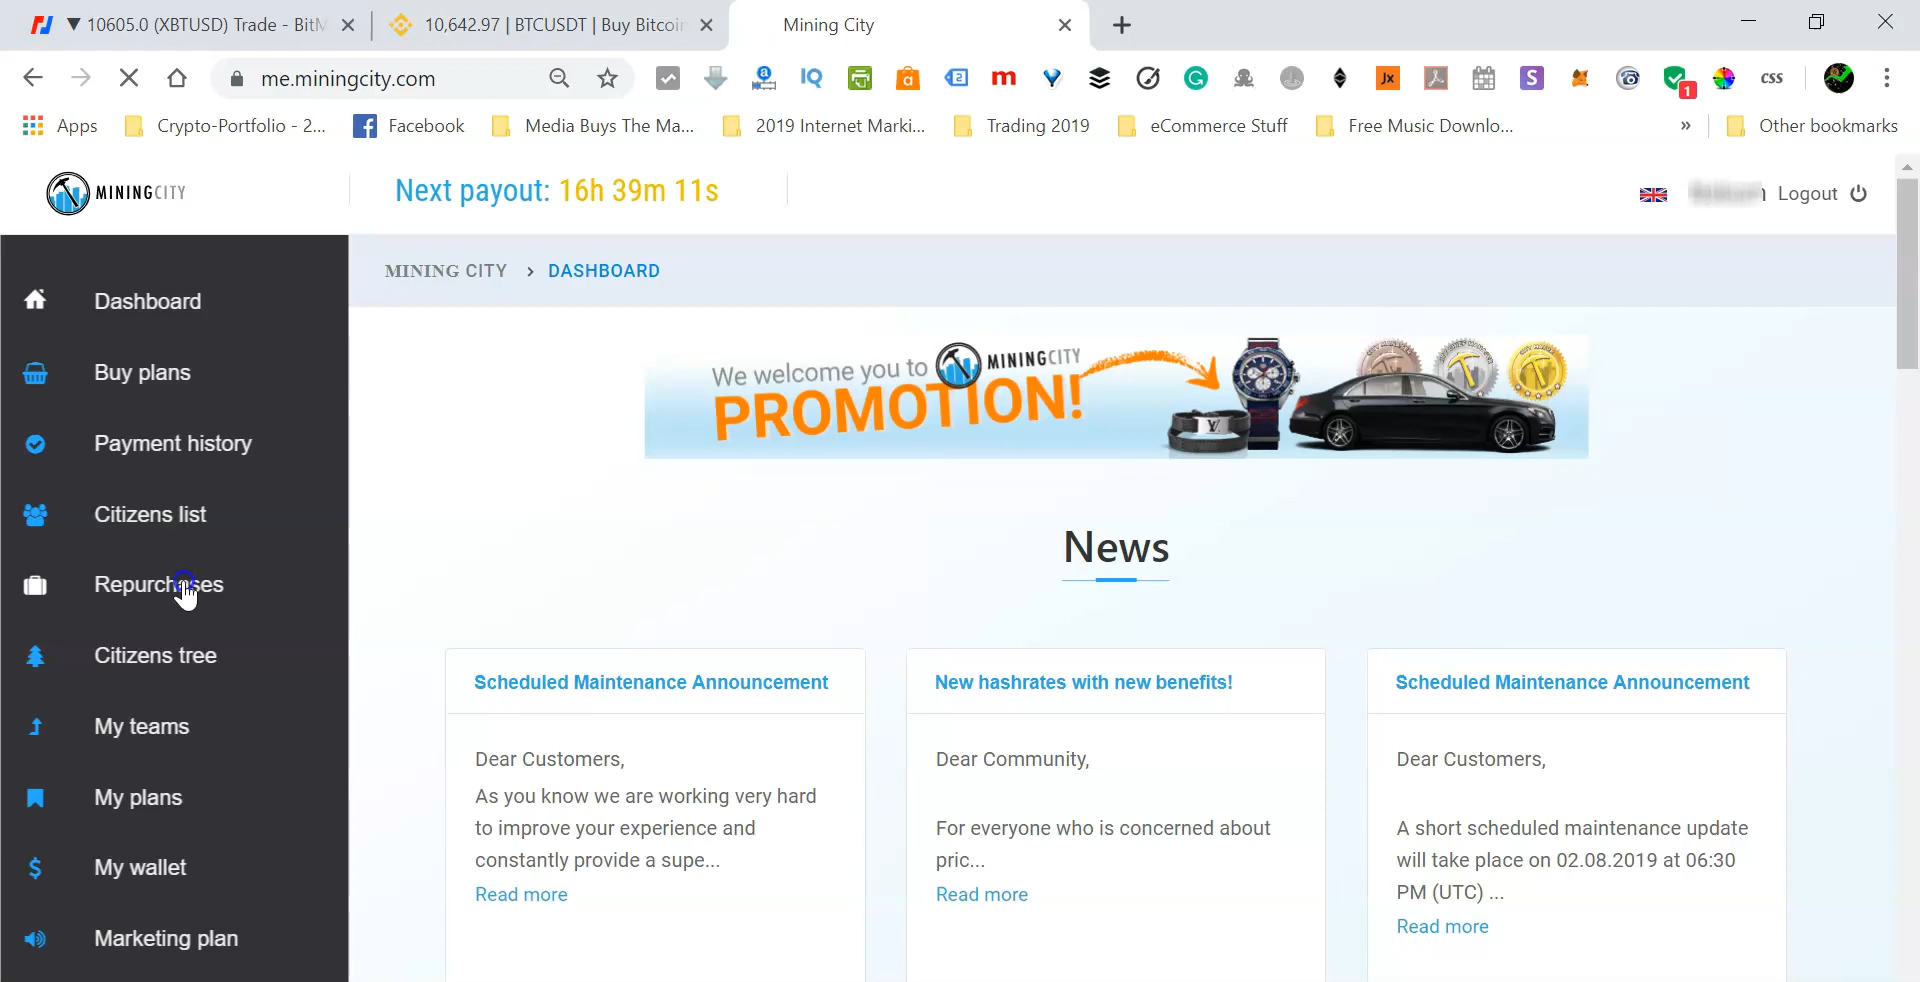 ▼ 10605.0 (XBTUSD) Trade - BitM
10,642.97 | BTCUSDT | Buy Bitcoin
Mining City
me.miningcity.com
1
Apps
Crypto-Portfolio - 2...
Facebook
Media Buys The Ma...
2019 Internet Marki...
Trading 2019
eCommerce Stuff
Free Music Downlo...
»
Other bookmarks
MININGCITY
Next payout: 16h 39m 11s
Logout
Dashboard
Buy plans
Payment history
Citizens list
Repurchases
Citizens tree
My teams
My plans
My wallet
Marketing plan
MINING CITY > DASHBOARD
We welcome you to MININGCITY
PROMOTION!
News
Scheduled Maintenance Announcement
Dear Customers,
As you know we are working very hard
to improve your experience and
constantly provide a supe...
Read more
New hashrates with new benefits!
Dear Community,
For everyone who is concerned about
pric...
Read more
Scheduled Maintenance Announcement
Dear Customers,
A short scheduled maintenance update
will take place on 02.08.2019 at 06:30
PM (UTC) ...
Read more